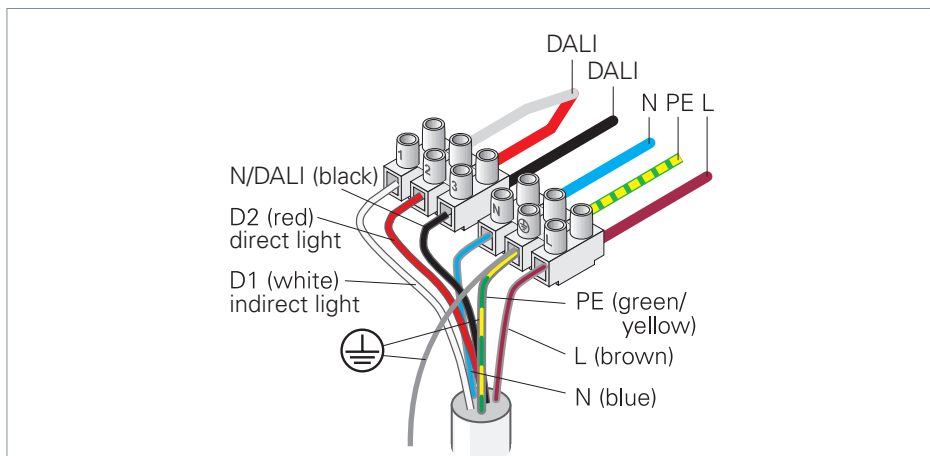 DALI
DALI
N PE L
1
2
3
N
L
N/DALI (black)
D2 (red)
direct light
D1 (white)
indirect light
PE (green/
yellow)
L (brown)
N (blue)